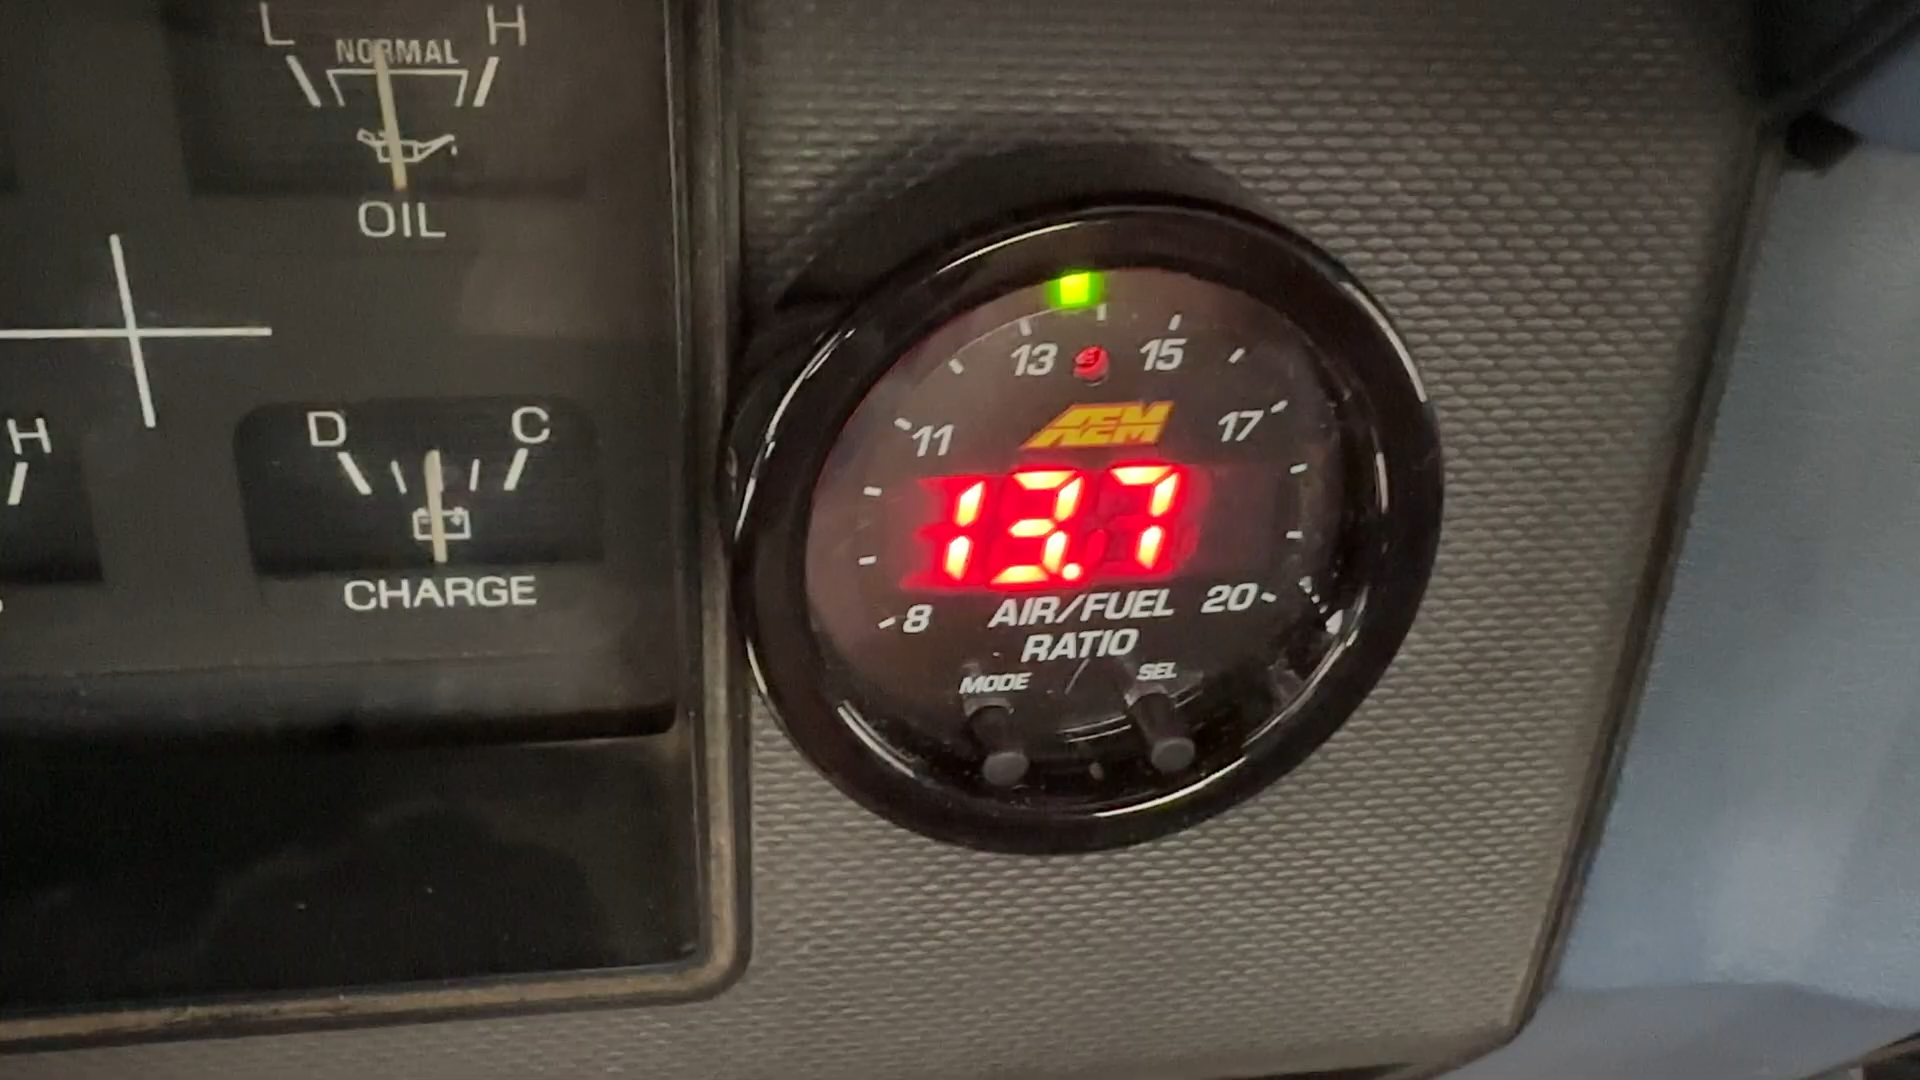 L H
NORMAL
OIL
H
D C
CHARGE
13 15
11 17
AEM
13.7
8 20
AIR/FUEL
RATIO
MODE SEL